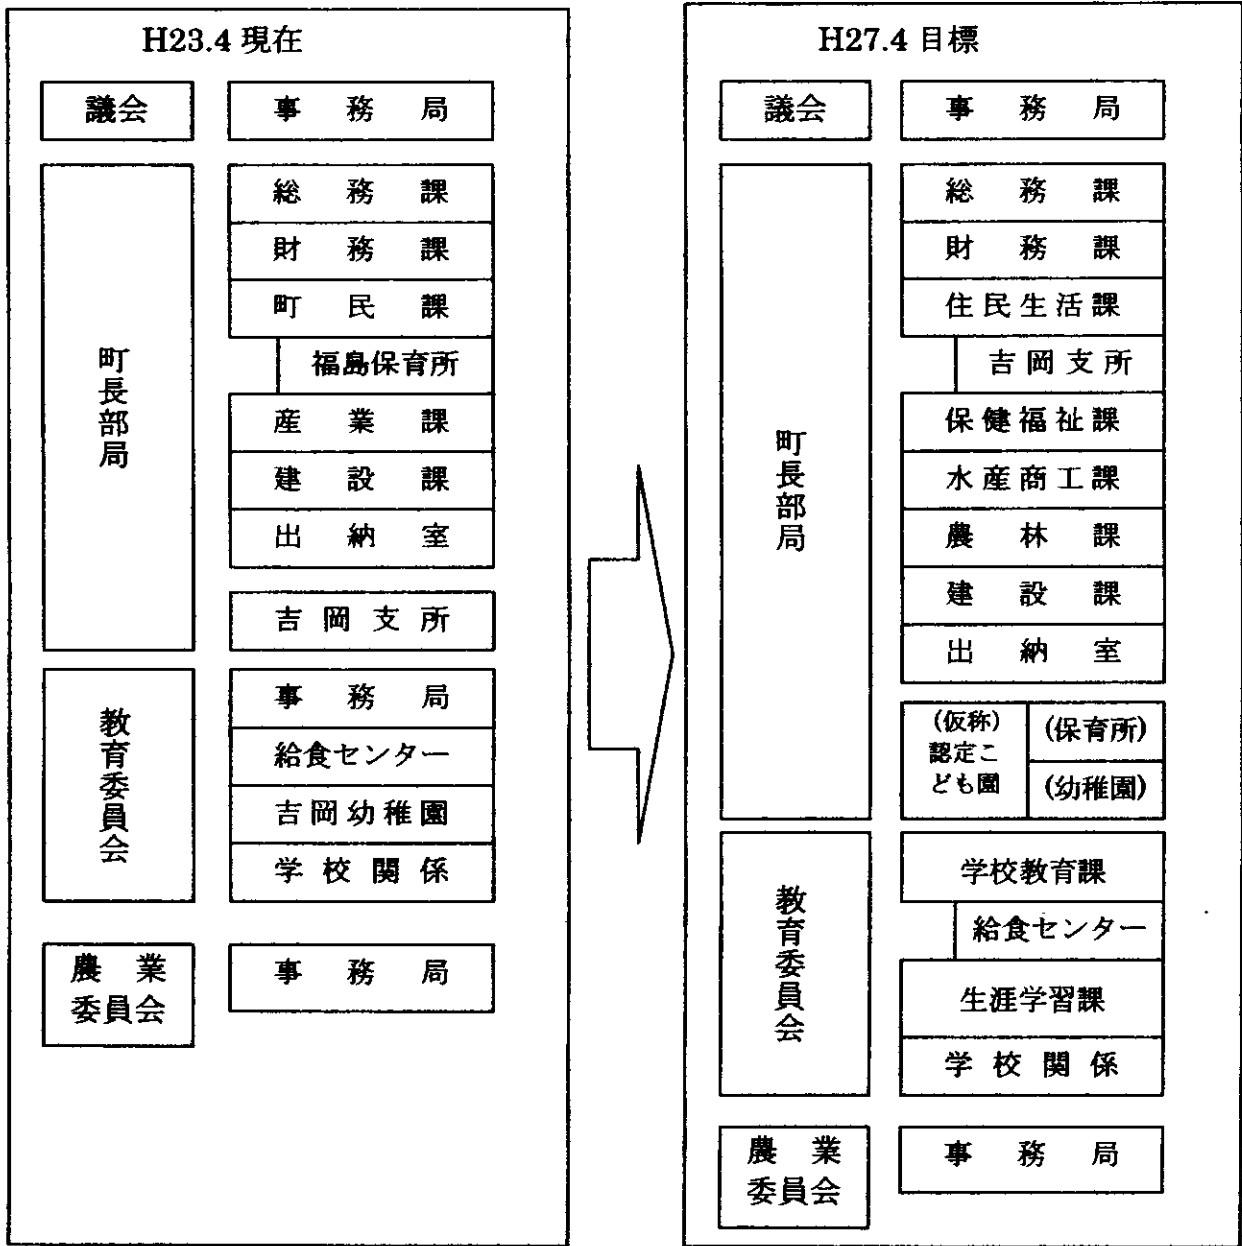 H23.4 現在
議会
事務局
町長部局
総務課
財務課
町民課
福島保育所
産業課
建設課
出納室
吉岡支所
教育委員会
事務局
給食センター
吉岡幼稚園
学校関係
農業
委員会
事務局
H27.4 目標
議会
事務局
町長部局
総務課
財務課
住民生活課
吉岡支所
保健福祉課
水産商工課
農林課
建設課
出納室
(仮称)
認定こ
ども園
(保育所)
(幼稚園)
教育委員会
学校教育課
給食センター
生涯学習課
学校関係
農業
委員会
事務局